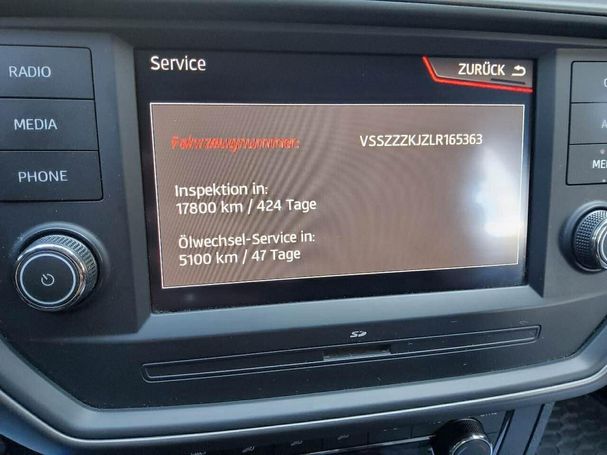 Service
ZURÜCK
RADIO
MEDIA
PHONE
Fahrzeugnummer: VSSZZZKJZLR165363
Inspektion in:
17800 km / 424 Tage
Ölwechsel-Service in:
5100 km / 47 Tage
SD